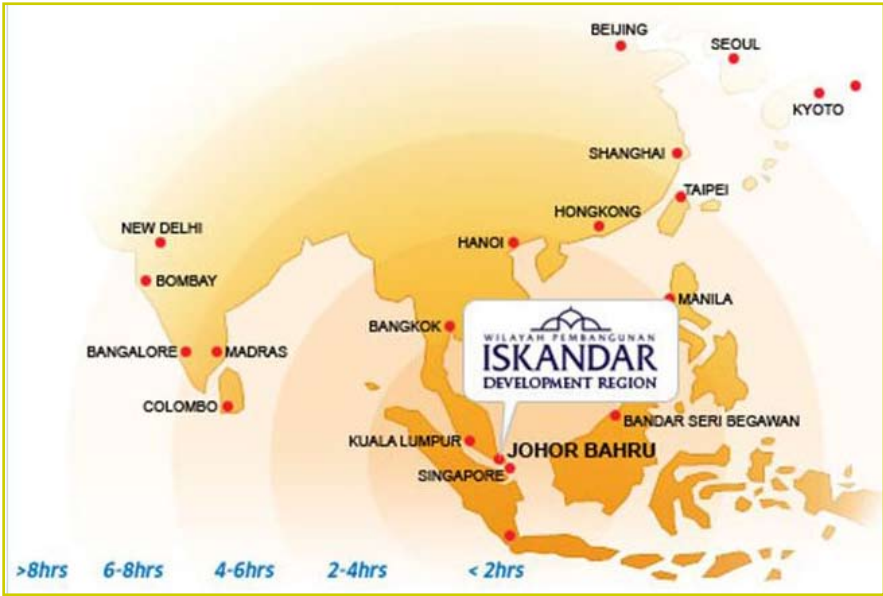 BEIJING
SEOUL
KYOTO
SHANGHAI
TAIPEI
HONGKONG
NEW DELHI
HANOI
BOMBAY
MANILA
BANGKOK
WILAYAH PEMBANGUNAN
ISKANDAR
DEVELOPMENT REGION
BANGALORE
MADRAS
COLOMBO
BANDAR SERI BEGAWAN
KUALA LUMPUR
JOHOR BAHRU
SINGAPORE
>8hrs 6-8hrs 4-6hrs 2-4hrs < 2hrs